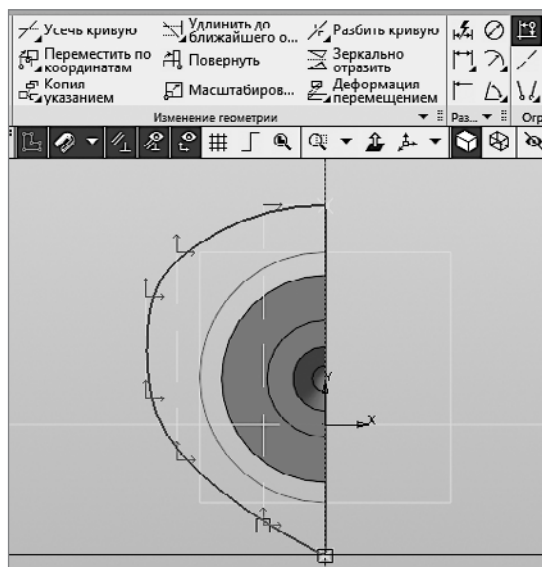 Усечь кривую
Удлинить до ближайшего о...
Разбить кривую
Переместить по координатам
Повернуть
Зеркально отразить
Копия указанием
Масштабиров...
Деформация перемещением
Изменение геометрии
Раз...
Огр
Y
X